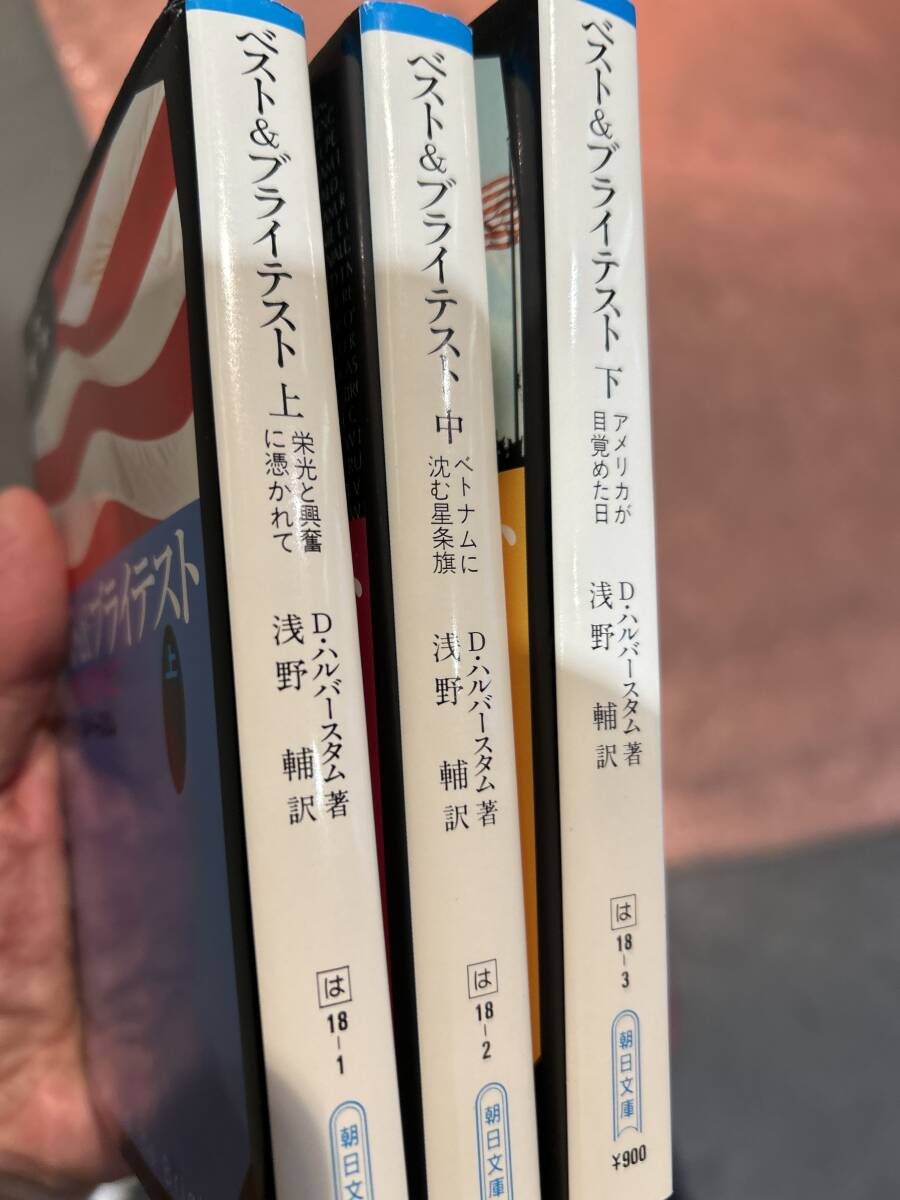 ベスト&ブライテスト 上
栄光と興奮
に憑かれて
D・ハルバースタム著
浅野 輔訳
は
18-1
朝日文
ベスト&ブライテスト 中
ベトナムに
沈む星条旗
D・ハルバースタム著
浅野 輔訳
は
18-2
朝日文庫
ベスト&ブライテスト 下
アメリカが
目覚めた日
D・ハルバースタム著
浅野 輔訳
は
18-3
朝日文庫
¥900
ブライテスト
上